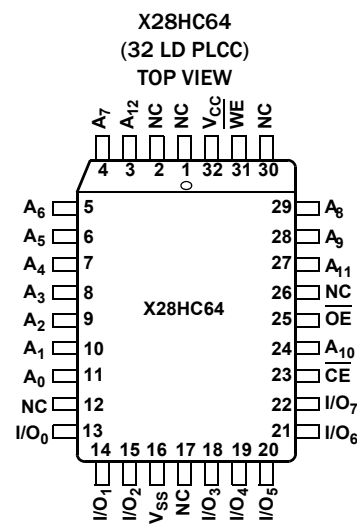 X28HC64
(32 LD PLCC)
TOP VIEW
A7 A12 NC NC VCC WE NC
4 3 2 1 32 31 30
A6 5 29 A8
A5 6 28 A9
A4 7 27 A11
A3 8 26 NC
X28HC64
A2 9 25 OE
A1 10 24 A10
A0 11 23 CE
NC 12 22 I/O7
I/O0 13 21 I/O6
14 15 16 17 18 19 20
I/O1 I/O2 VSS NC I/O3 I/O4 I/O5